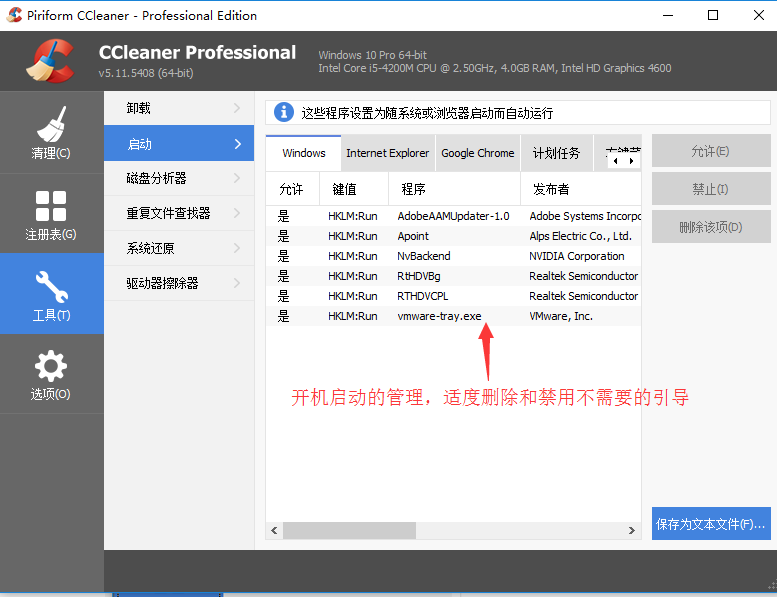 Piriform CCleaner - Professional Edition
CCleaner Professional
v5.11.5408 (64-bit)
Windows 10 Pro 64-bit
Intel Core i5-4200M CPU @ 2.50GHz, 4.0GB RAM, Intel HD Graphics 4600
清理(C)
注册表(G)
工具(T)
选项(O)
卸载
启动
磁盘分析器
重复文件查找器
系统还原
驱动器擦除器
这些程序设置为随系统或浏览器启动而自动运行
Windows Internet Explorer Google Chrome 计划任务
允许 键值 程序 发布者
是 HKLM:Run AdobeAAMUpdater-1.0 Adobe Systems Incorpo
是 HKLM:Run Apoint Alps Electric Co., Ltd.
是 HKLM:Run NvBackend NVIDIA Corporation
是 HKLM:Run RtHDVBg Realtek Semiconductor
是 HKLM:Run RTHDVCPL Realtek Semiconductor
是 HKLM:Run vmware-tray.exe VMware, Inc.
开机启动的管理，适度删除和禁用不需要的引导
允许(E)
禁止(I)
删除该项(D)
保存为文本文件(F)...